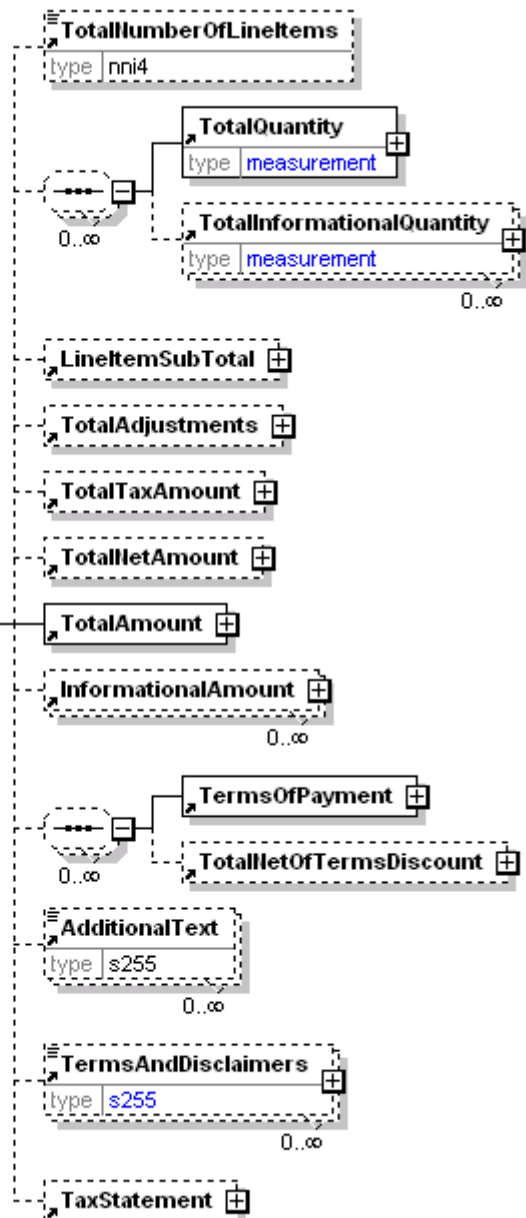 TotalNumberOfLineItems
type nni4
TotalQuantity
type measurement
0..∞
TotalInformationalQuantity
type measurement
0..∞
LineItemSubTotal
TotalAdjustments
TotalTaxAmount
TotalNetAmount
TotalAmount
InformationalAmount
0..∞
TermsOfPayment
0..∞
TotalNetOfTermsDiscount
AdditionalText
type s255
0..∞
TermsAndDisclaimers
type s255
0..∞
TaxStatement